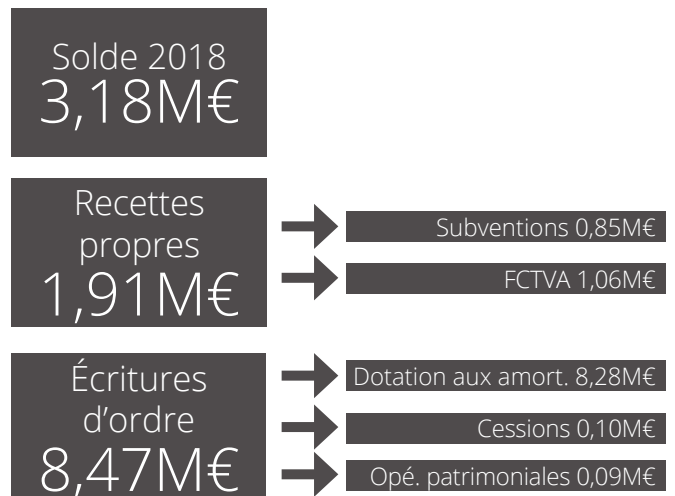 Solde 2018
3,18M€
Recettes
propres
1,91M€
Subventions 0,85M€
FCTVA 1,06M€
Écritures
d’ordre
8,47M€
Dotation aux amort. 8,28M€
Cessions 0,10M€
Opé. patrimoniales 0,09M€